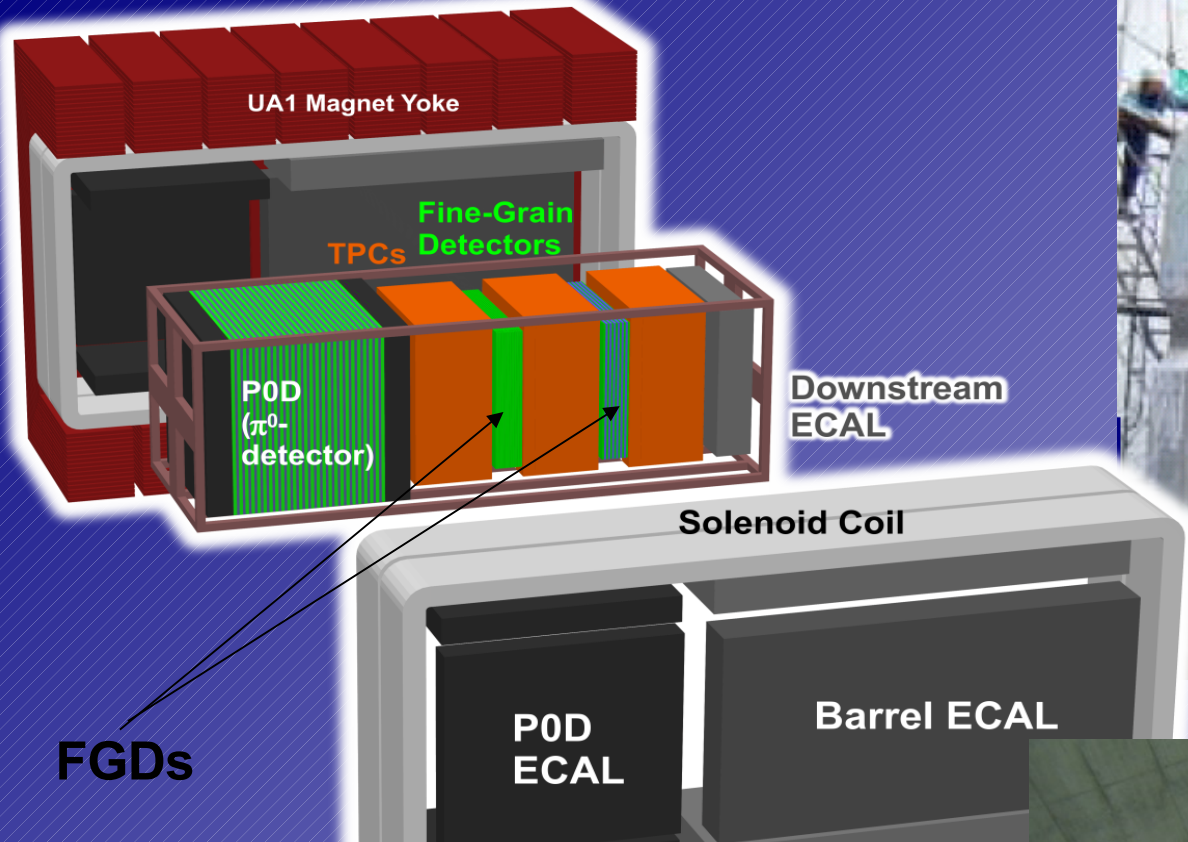 UA1 Magnet Yoke
Fine-Grain
Detectors
TPCs
P0D
(π⁰-
detector)
Downstream
ECAL
Solenoid Coil
FGDs
P0D
ECAL
Barrel ECAL